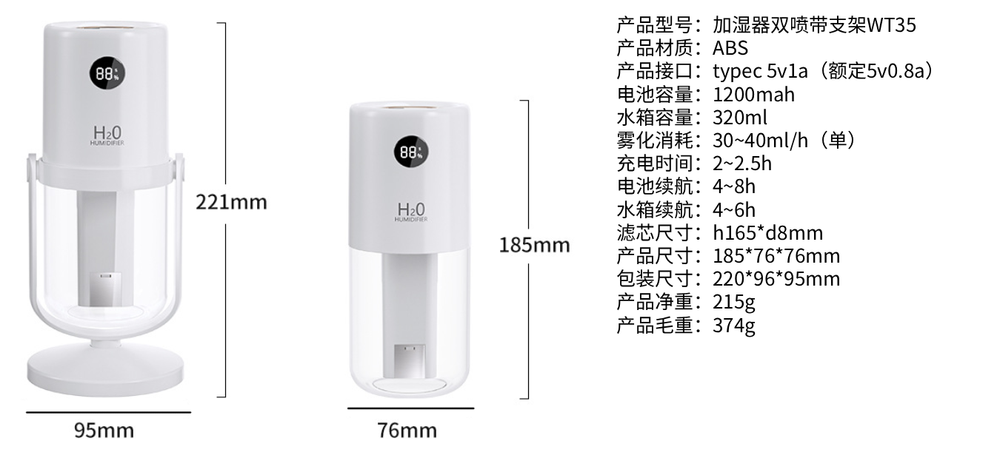 88%
H₂O
HUMIDIFIER
221mm
95mm
88%
H₂O
HUMIDIFIER
185mm
76mm
产品型号：加湿器双喷带支架WT35
产品材质：ABS
产品接口：typec 5v1a（额定5v0.8a）
电池容量：1200mah
水箱容量：320ml
雾化消耗：30~40ml/h（单）
充电时间：2~2.5h
电池续航：4~8h
水箱续航：4~6h
滤芯尺寸：h165*d8mm
产品尺寸：185*76*76mm
包装尺寸：220*96*95mm
产品净重：215g
产品毛重：374g